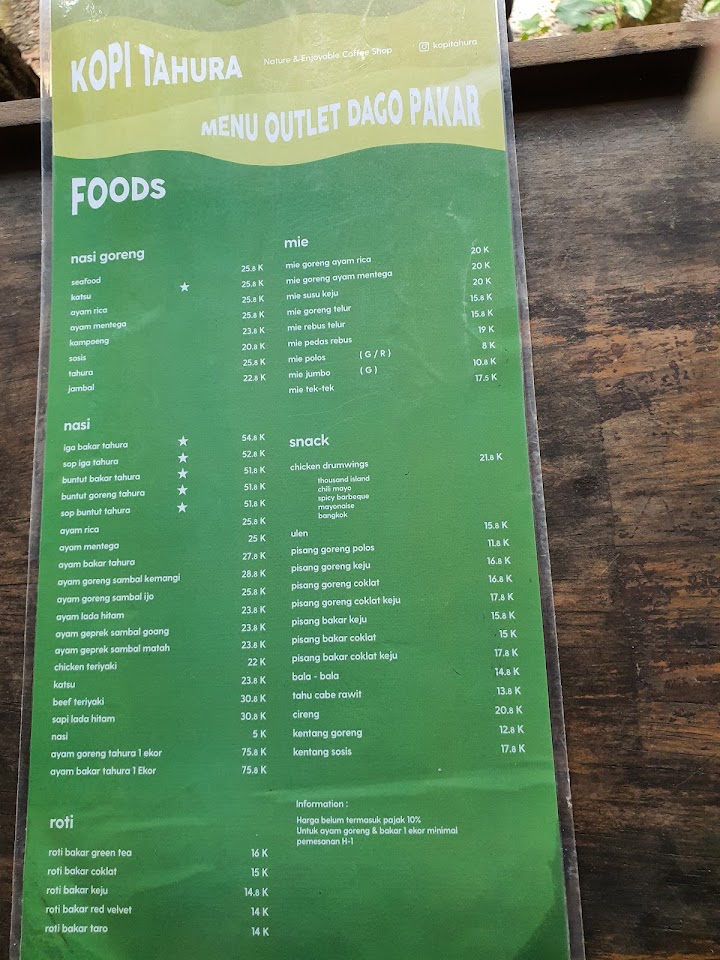 KOPI TAHURA
Nature & Enjoyable Coffee Shop
kopitahura
MENU OUTLET DAGO PAKAR
FOODS
nasi goreng
seafood 25.8 K
katsu ★ 25.8 K
ayam rica 25.8 K
ayam mentega 25.8 K
kampoeng 23.8 K
sosis 20.8 K
tahura 25.8 K
jambal 22.8 K
nasi
iga bakar tahura ★ 54.8 K
sop iga tahura ★ 52.8 K
buntut bakar tahura ★ 51.8 K
buntut goreng tahura ★ 51.8 K
sop buntut tahura ★ 51.8 K
ayam rica 25.8 K
ayam mentega 25 K
ayam bakar tahura 27.8 K
ayam goreng sambal kemangi 28.8 K
ayam goreng sambal ijo 25.8 K
ayam lada hitam 23.8 K
ayam geprek sambal goang 23.8 K
ayam geprek sambal matah 23.8 K
chicken teriyaki 22 K
katsu 23.8 K
beef teriyaki 30.8 K
sapi lada hitam 30.8 K
nasi 5 K
ayam goreng tahura 1 ekor 75.8 K
ayam bakar tahura 1 Ekor 75.8 K
roti
roti bakar green tea 16 K
roti bakar coklat 15 K
roti bakar keju 14.8 K
roti bakar red velvet 14 K
roti bakar taro 14 K
mie
mie goreng ayam rica 20 K
mie goreng ayam mentega 20 K
mie susu keju 20 K
mie goreng telur 15.8 K
mie rebus telur 15.8 K
mie pedas rebus 19 K
mie polos ( G / R ) 8 K
mie jumbo ( G ) 10.8 K
mie tek-tek 17.5 K
snack
chicken drumwings 21.8 K
thousand island
chili mayo
spicy barbeque
mayonaise
bangkok
ulen 15.8 K
pisang goreng polos 11.8 K
pisang goreng keju 16.8 K
pisang goreng coklat 16.8 K
pisang goreng coklat keju 17.8 K
pisang bakar keju 15.8 K
pisang bakar coklat 15 K
pisang bakar coklat keju 17.8 K
bala - bala 14.8 K
tahu cabe rawit 13.8 K
cireng 20.8 K
kentang goreng 12.8 K
kentang sosis 17.8 K
Information :
Harga belum termasuk pajak 10%
Untuk ayam goreng & bakar 1 ekor minimal
pemesanan H-1